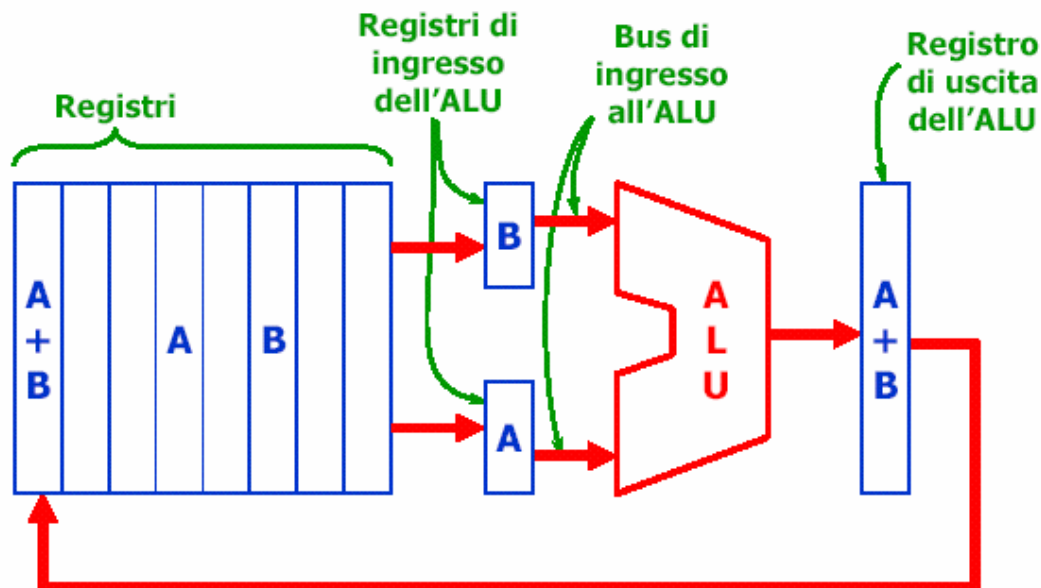 Registri
Registri di
ingresso
dell'ALU
Bus di
ingresso
all'ALU
Registro
di uscita
dell'ALU
A
+
B
A
B
B
A
A
L
U
A
+
B